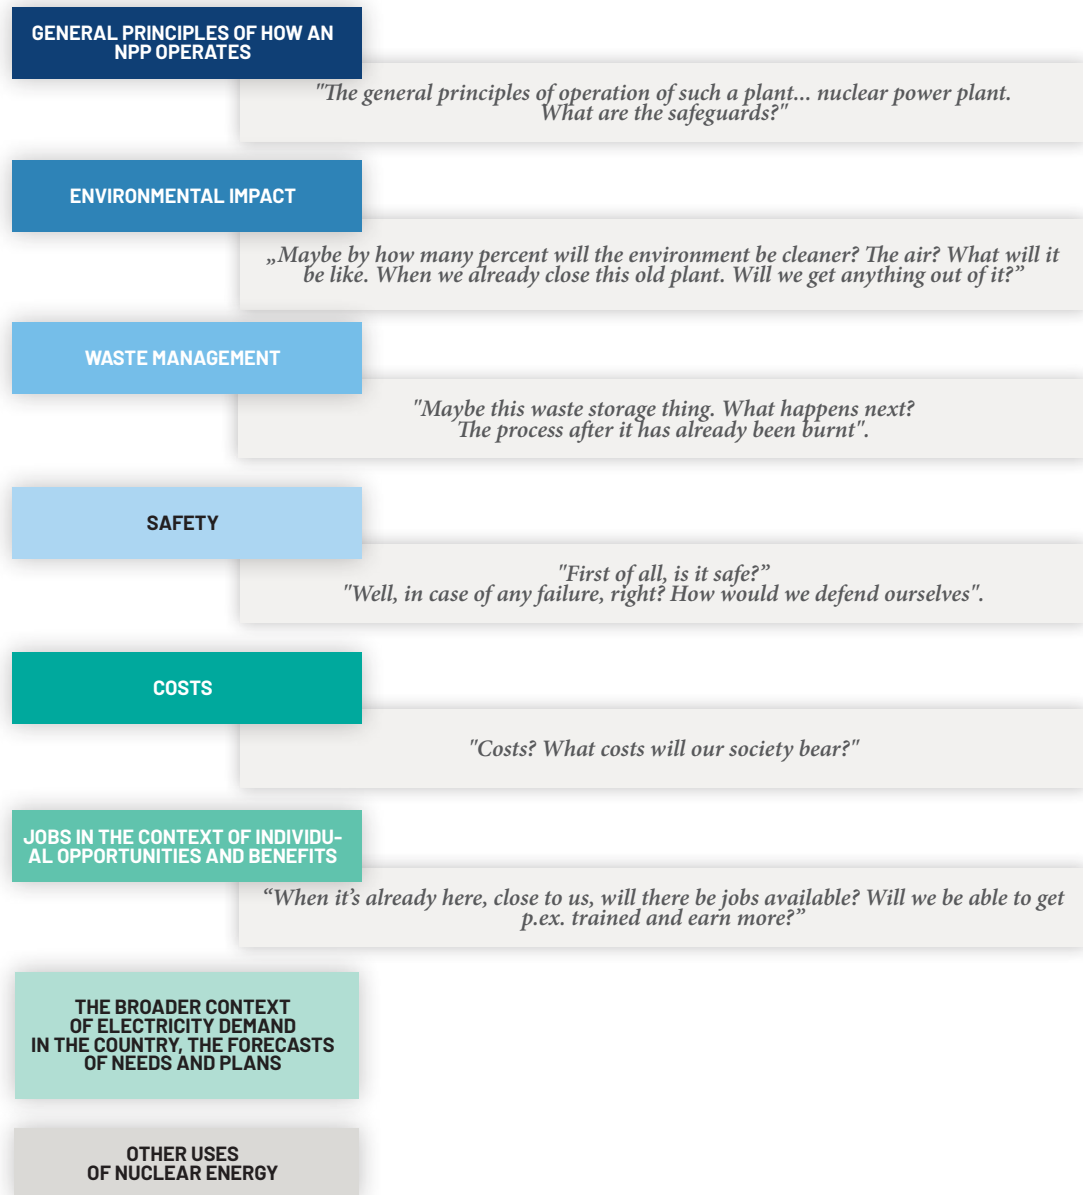 GENERAL PRINCIPLES OF HOW AN
NPP OPERATES
"The general principles of operation of such a plant... nuclear power plant.
What are the safeguards?"
ENVIRONMENTAL IMPACT
„Maybe by how many percent will the environment be cleaner? The air? What will it
be like. When we already close this old plant. Will we get anything out of it?”
WASTE MANAGEMENT
"Maybe this waste storage thing. What happens next?
The process after it has already been burnt".
SAFETY
"First of all, is it safe?”
"Well, in case of any failure, right? How would we defend ourselves".
COSTS
"Costs? What costs will our society bear?"
JOBS IN THE CONTEXT OF INDIVIDU-
AL OPPORTUNITIES AND BENEFITS
“When it’s already here, close to us, will there be jobs available? Will we be able to get
p.ex. trained and earn more?”
THE BROADER CONTEXT
OF ELECTRICITY DEMAND
IN THE COUNTRY, THE FORECASTS
OF NEEDS AND PLANS
OTHER USES
OF NUCLEAR ENERGY